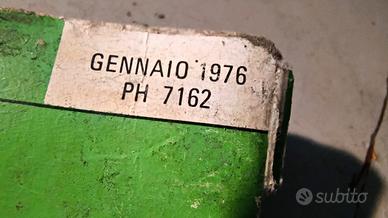 GENNAIO 1976
PH 7162
subito